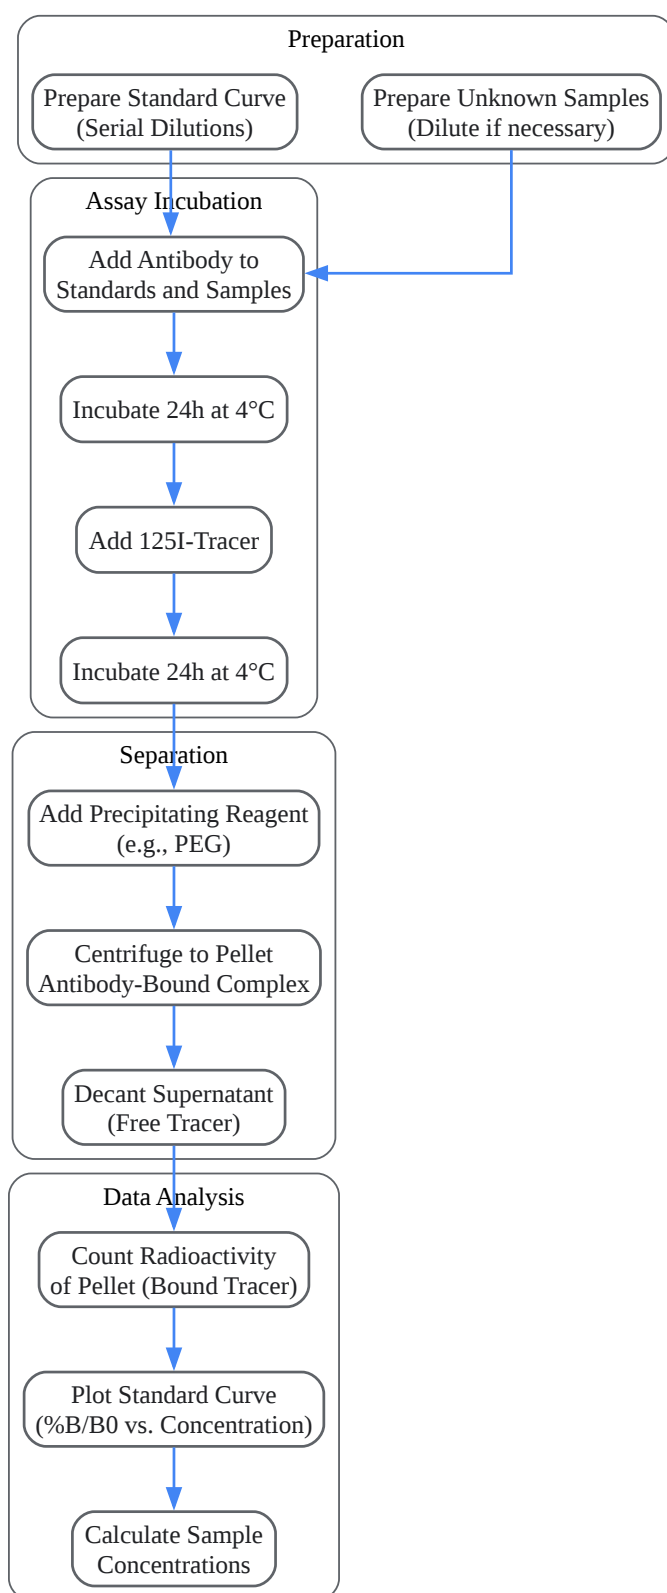 Preparation
Prepare Standard Curve
(Serial Dilutions)
Prepare Unknown Samples
(Dilute if necessary)
Assay Incubation
Add Antibody to
Standards and Samples
Incubate 24h at 4°C
Add 125I-Tracer
Incubate 24h at 4°C
Separation
Add Precipitating Reagent
(e.g., PEG)
Centrifuge to Pellet
Antibody-Bound Complex
Decant Supernatant
(Free Tracer)
Data Analysis
Count Radioactivity
of Pellet (Bound Tracer)
Plot Standard Curve
(%B/B0 vs. Concentration)
Calculate Sample
Concentrations